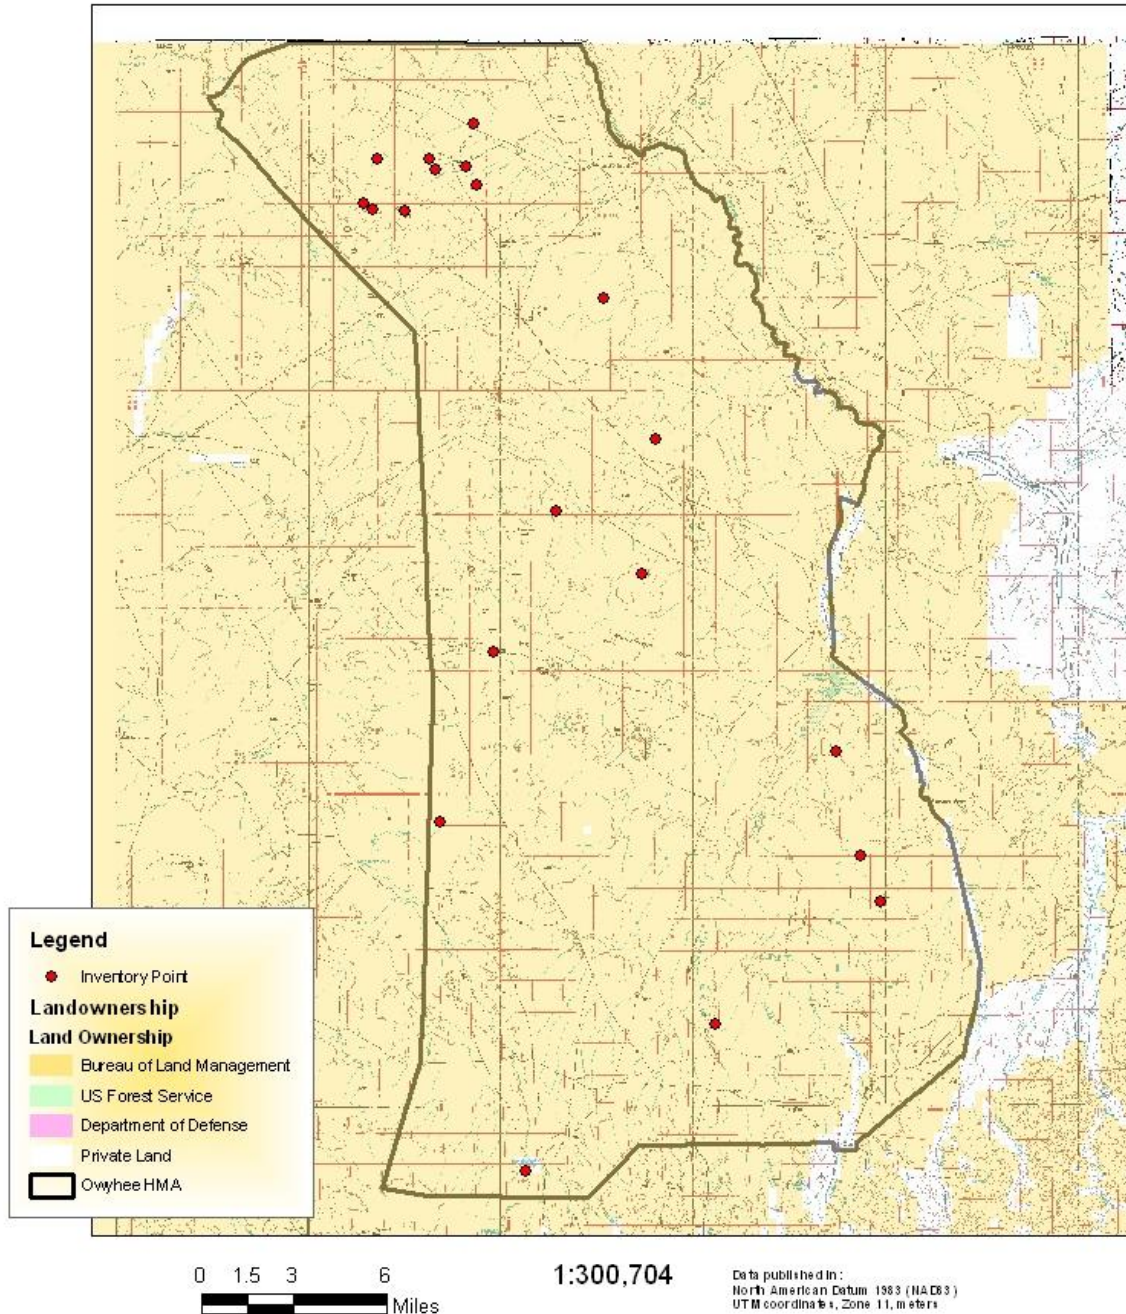 Legend
Inventory Point
Landownership
Land Ownership
Bureau of Land Management
US Forest Service
Department of Defense
Private Land
Owyhee HMA
0 1.5 3 6
Miles
1:300,704
Data published in:
North American Datum 1983 (NAD83)
UTM coordinates, Zone 11, meters